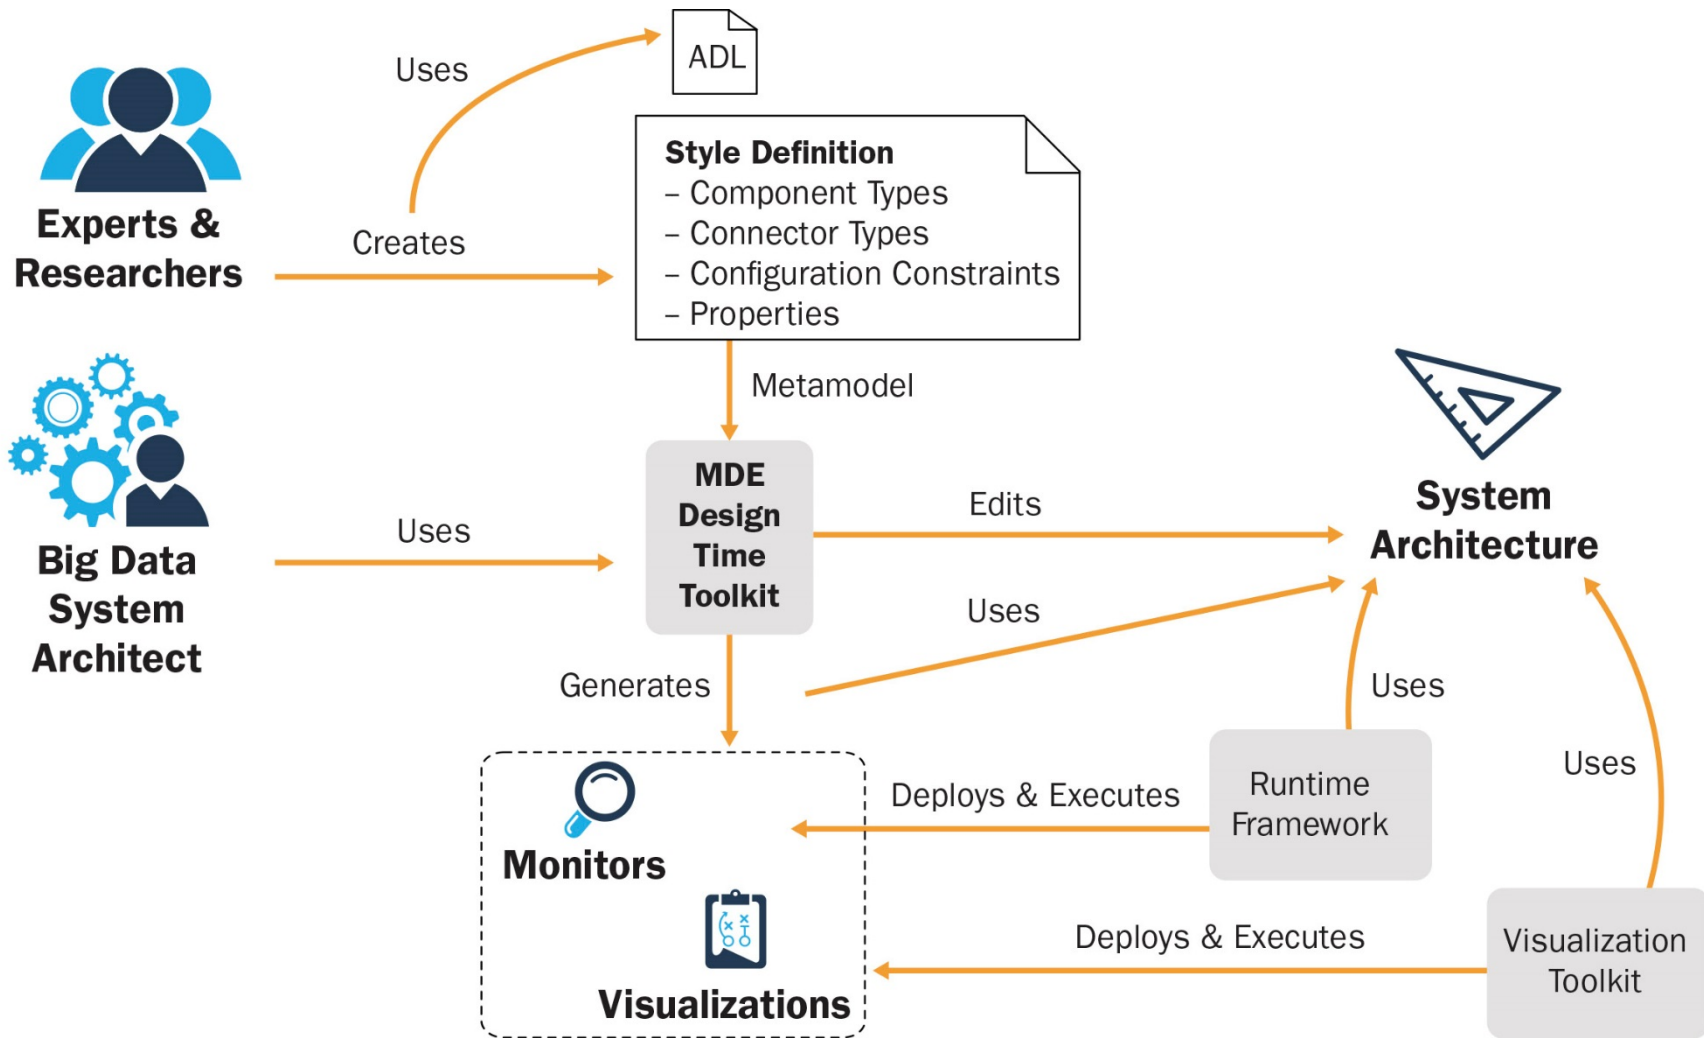 Uses
ADL
Experts &
Researchers
Creates
Style Definition
– Component Types
– Connector Types
– Configuration Constraints
– Properties
Metamodel
Big Data
System
Architect
Uses
MDE
Design
Time
Toolkit
Edits
System
Architecture
Uses
Generates
Uses
Uses
Monitors
Visualizations
Deploys & Executes
Runtime
Framework
Deploys & Executes
Visualization
Toolkit